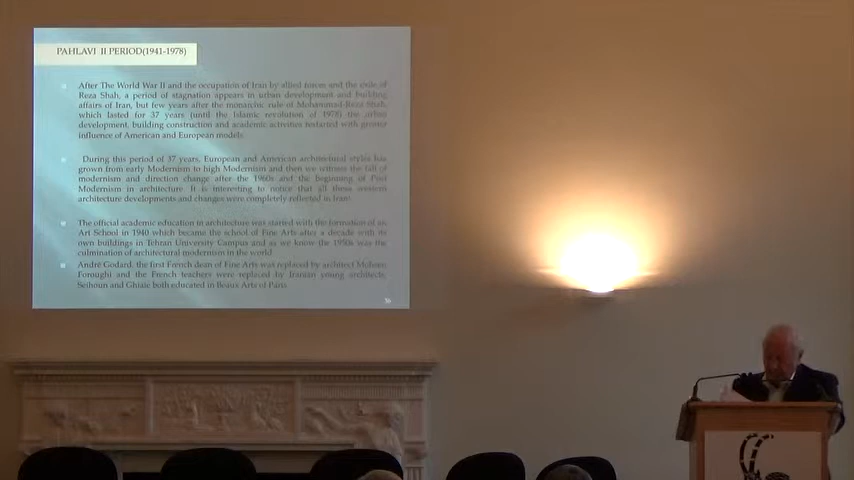 PAHLAVI II PERIOD(1941-1978)
After The World War II and the occupation of Iran by allied forces and the exile of
Reza Shah, a period of stagnation appears in urban development and building
affairs of Iran, but few years after the monarchic rule of Mohammad-Reza Shah,
which lasted for 37 years (until the Islamic revolution of 1978) the urban
development, building construction and academic activities restarted with greater
influence of American and European models.
During this period of 37 years, European and American architectural styles has
grown from early Modernism to high Modernism and then we witness the fall of
modernism and direction change after the 1960s and the beginning of Post
Modernism in architecture. It is interesting to notice that all these western
architecture developments and changes were completely reflected in Iran.
The official academic education in architecture was started with the formation of an
Art School in 1940 which became the school of Fine Arts after a decade with its
own buildings in Tehran University Campus and as we know the 1950s was the
culmination of architectural modernism in the world
André Godard, the first French dean of Fine Arts was replaced by architect Mohsen
Foroughi and the French teachers were replaced by Iranian young architects,
Seihoun and Ghiaie both educated in Beaux Arts of Paris